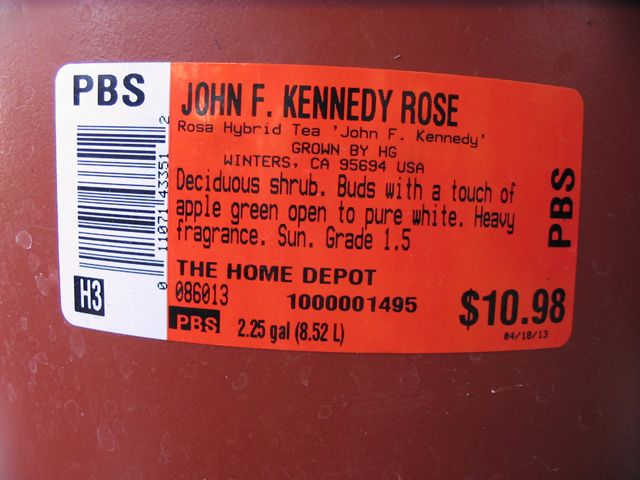 PBS
JOHN F. KENNEDY ROSE
Rosa Hybrid Tea 'John F. Kennedy'
GROWN BY HG
WINTERS, CA 95694 USA
Deciduous shrub. Buds with a touch of
apple green open to pure white. Heavy
fragrance. Sun. Grade 1.5
PBS
0 11071 43351 2
H3
THE HOME DEPOT
086013 1000001495
$10.98
PBS 2.25 gal (8.52 L)
04/18/13